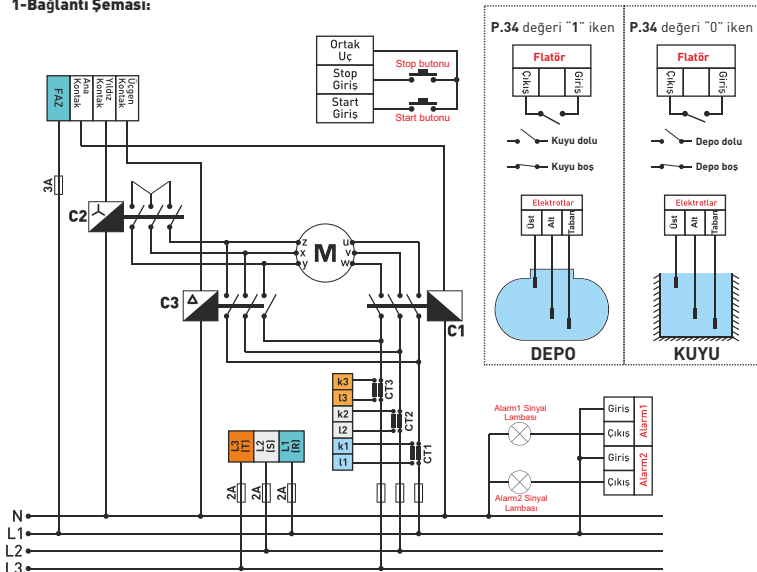 1-Bağlantı Şeması:
FAZ
Ana Kontak
Yıldız Kontak
Üçgen Kontak
3A
C2
C3
Δ
M
z
x
y
u
v
w
C1
Ortak Uç
Stop Giriş
Start Giriş
Stop butonu
Start butonu
k3
l3
k2
l2
k1
l1
CT3
CT2
CT1
L3 (T)
L2 (S)
L1 (R)
2A
2A
2A
N
L1
L2
L3
P.34 değeri "1" iken
Flatör
Çıkış
Giriş
Kuyu dolu
Kuyu boş
Elektrotlar
Üst
Alt
Taban
DEPO
P.34 değeri "0" iken
Flatör
Çıkış
Giriş
Depo dolu
Depo boş
Elektrotlar
Üst
Alt
Taban
KUYU
Alarm1 Sinyal
Lambası
Alarm2 Sinyal
Lambası
Giriş
Çıkış
Alarm1
Giriş
Çıkış
Alarm2